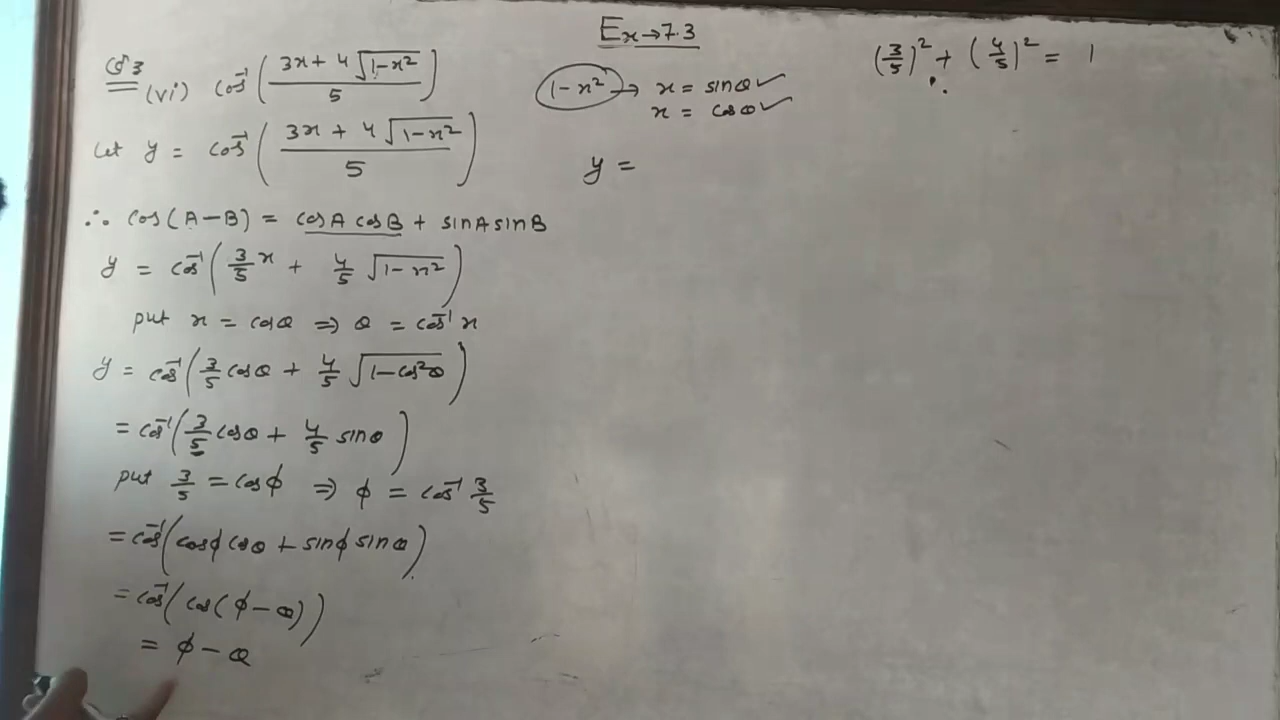 Ex→7.3
Q 3
(vi) cos⁻¹((3x + 4√(1-x²))/5)
Let y = cos⁻¹((3x + 4√(1-x²))/5)
∴ cos(A-B) = cosA cosB + sinA sinB
y = cos⁻¹(3/5 x + 4/5 √(1-x²))
put x = cosθ ⇒ θ = cos⁻¹ x
y = cos⁻¹(3/5 cosθ + 4/5 √(1-cos²θ))
= cos⁻¹(3/5 cosθ + 4/5 sinθ)
put 3/5 = cosϕ ⇒ ϕ = cos⁻¹ 3/5
= cos⁻¹(cosϕ cosθ + sinϕ sinθ)
= cos⁻¹(cos(ϕ-θ))
= ϕ-θ
1-x² → x = sinθ ✓
x = cosθ ✓
y =
(3/5)² + (4/5)² = 1